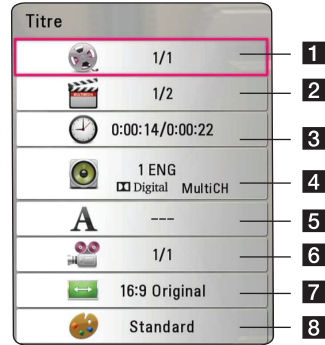 Titre
1/1
1
1/2
2
0:00:14/0:00:22
3
1 ENG
Digital MultiCH
4
A
---
5
1/1
6
16:9 Original
7
Standard
8